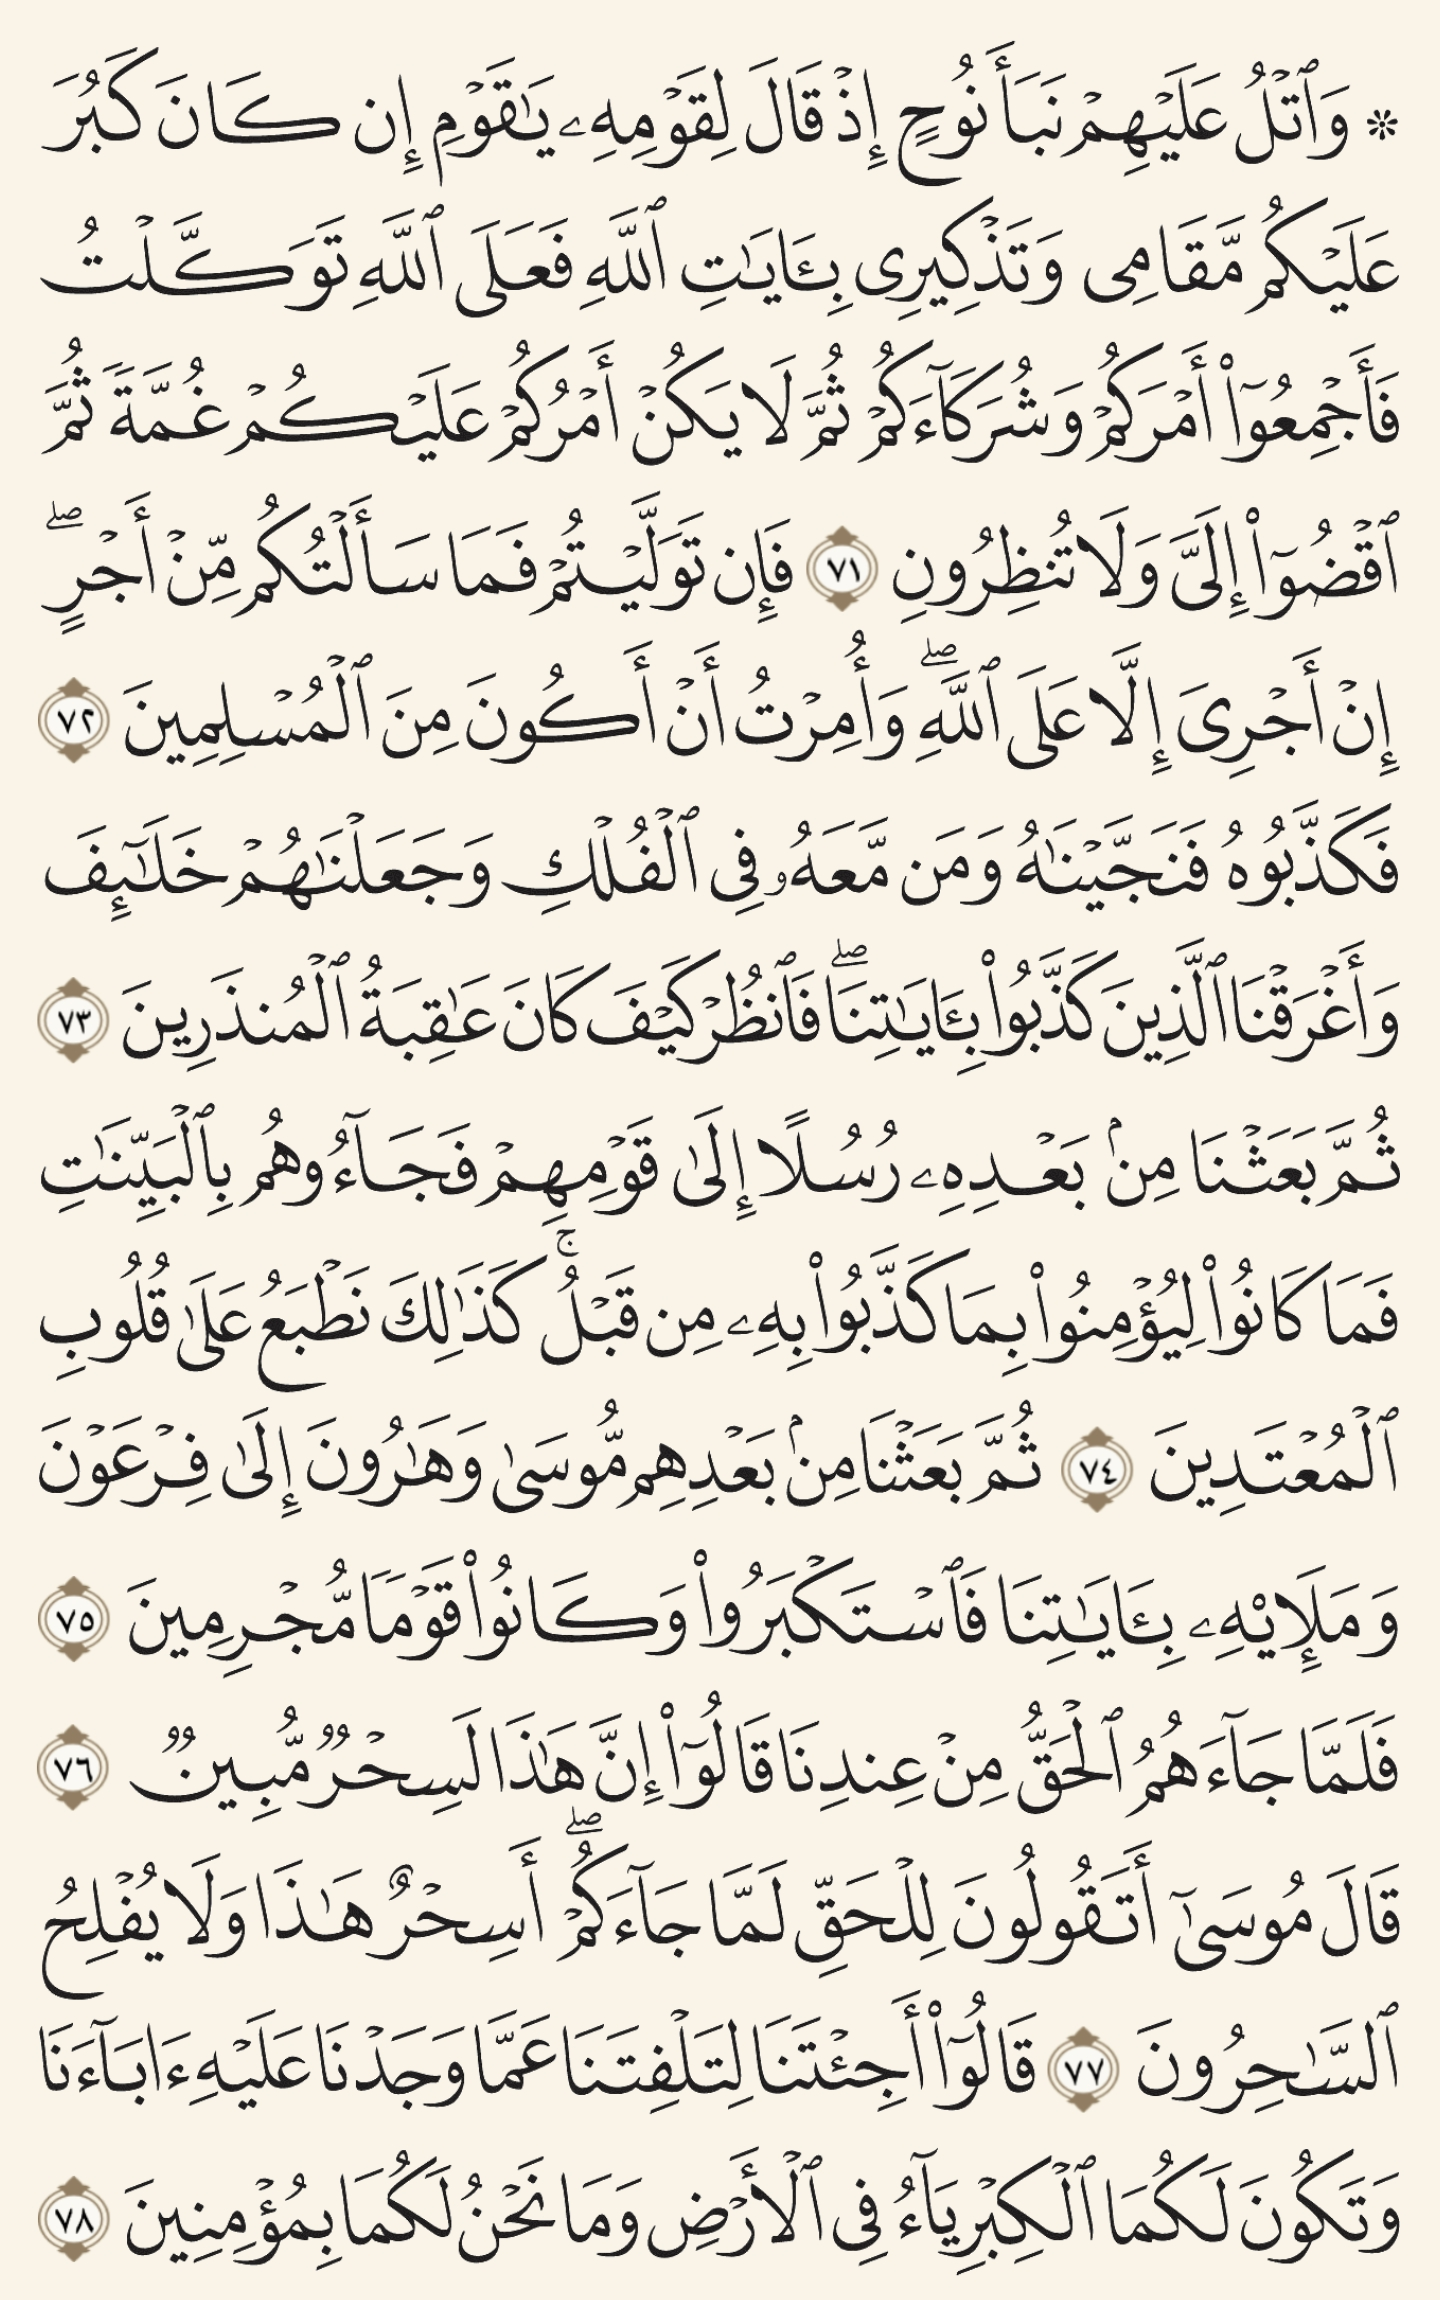 ۞ وَٱتۡلُ عَلَيۡهِمۡ نَبَأَ نُوحٍ إِذۡ قَالَ لِقَوۡمِهِۦ يَٰقَوۡمِ إِن كَانَ كَبُرَ
عَلَيۡكُم مَّقَامِي وَتَذۡكِيرِي بِـَٔايَٰتِ ٱللَّهِ فَعَلَى ٱللَّهِ تَوَكَّلۡتُ
فَأَجۡمِعُوٓاْ أَمۡرَكُمۡ وَشُرَكَآءَكُمۡ ثُمَّ لَا يَكُنۡ أَمۡرُكُمۡ عَلَيۡكُمۡ غُمَّةٗ ثُمَّ
ٱقۡضُوٓاْ إِلَيَّ وَلَا تُنظِرُونِ ٧١ فَإِن تَوَلَّيۡتُمۡ فَمَا سَأَلۡتُكُم مِّنۡ أَجۡرٍۖ
إِنۡ أَجۡرِيَ إِلَّا عَلَى ٱللَّهِۖ وَأُمِرۡتُ أَنۡ أَكُونَ مِنَ ٱلۡمُسۡلِمِينَ ٧٢
فَكَذَّبُوهُ فَنَجَّيۡنَٰهُ وَمَن مَّعَهُۥ فِي ٱلۡفُلۡكِ وَجَعَلۡنَٰهُمۡ خَلَٰٓئِفَ
وَأَغۡرَقۡنَا ٱلَّذِينَ كَذَّبُواْ بِـَٔايَٰتِنَاۖ فَٱنظُرۡ كَيۡفَ كَانَ عَٰقِبَةُ ٱلۡمُنذَرِينَ ٧٣
ثُمَّ بَعَثۡنَا مِنۢ بَعۡدِهِۦ رُسُلًا إِلَىٰ قَوۡمِهِمۡ فَجَآءُوهُم بِٱلۡبَيِّنَٰتِ
فَمَا كَانُواْ لِيُؤۡمِنُواْ بِمَا كَذَّبُواْ بِهِۦ مِن قَبۡلُۚ كَذَٰلِكَ نَطۡبَعُ عَلَىٰ قُلُوبِ
ٱلۡمُعۡتَدِينَ ٧٤ ثُمَّ بَعَثۡنَا مِنۢ بَعۡدِهِم مُّوسَىٰ وَهَٰرُونَ إِلَىٰ فِرۡعَوۡنَ
وَمَلَإِيْهِۦ بِـَٔايَٰتِنَا فَٱسۡتَكۡبَرُواْ وَكَانُواْ قَوۡمٗا مُّجۡرِمِينَ ٧٥
فَلَمَّا جَآءَهُمُ ٱلۡحَقُّ مِنۡ عِندِنَا قَالُوٓاْ إِنَّ هَٰذَا لَسِحۡرٞ مُّبِينٞ ٧٦
قَالَ مُوسَىٰٓ أَتَقُولُونَ لِلۡحَقِّ لَمَّا جَآءَكُمۡۖ أَسِحۡرٌ هَٰذَا وَلَا يُفۡلِحُ
ٱلسَّٰحِرُونَ ٧٧ قَالُوٓاْ أَجِئۡتَنَا لِتَلۡفِتَنَا عَمَّا وَجَدۡنَا عَلَيۡهِ ءَابَآءَنَا
وَتَكُونَ لَكُمَا ٱلۡكِبۡرِيَآءُ فِي ٱلۡأَرۡضِ وَمَا نَحۡنُ لَكُمَا بِمُؤۡمِنِينَ ٧٨